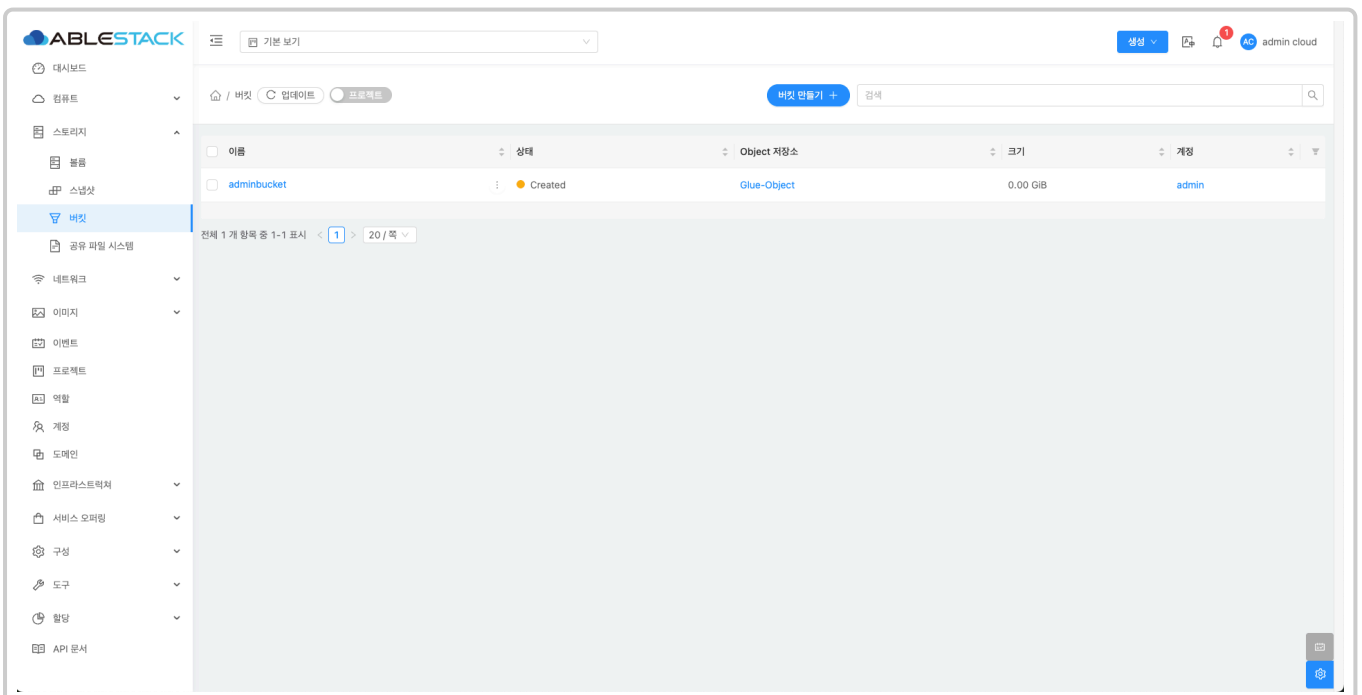 ABLESTACK
기본 보기
생성
1
AC
admin cloud
대시보드
컴퓨트
스토리지
볼륨
스냅샷
버킷
공유 파일 시스템
네트워크
이미지
이벤트
프로젝트
역할
계정
도메인
인프라스트럭쳐
서비스 오퍼링
구성
도구
할당
API 문서
/ 버킷 업데이트 프로젝트
버킷 만들기 +
검색
이름 상태 Object 저장소 크기 계정
adminbucket Created Glue-Object 0.00 GiB admin
전체 1 개 항목 중 1-1 표시 < 1 > 20 / 쪽